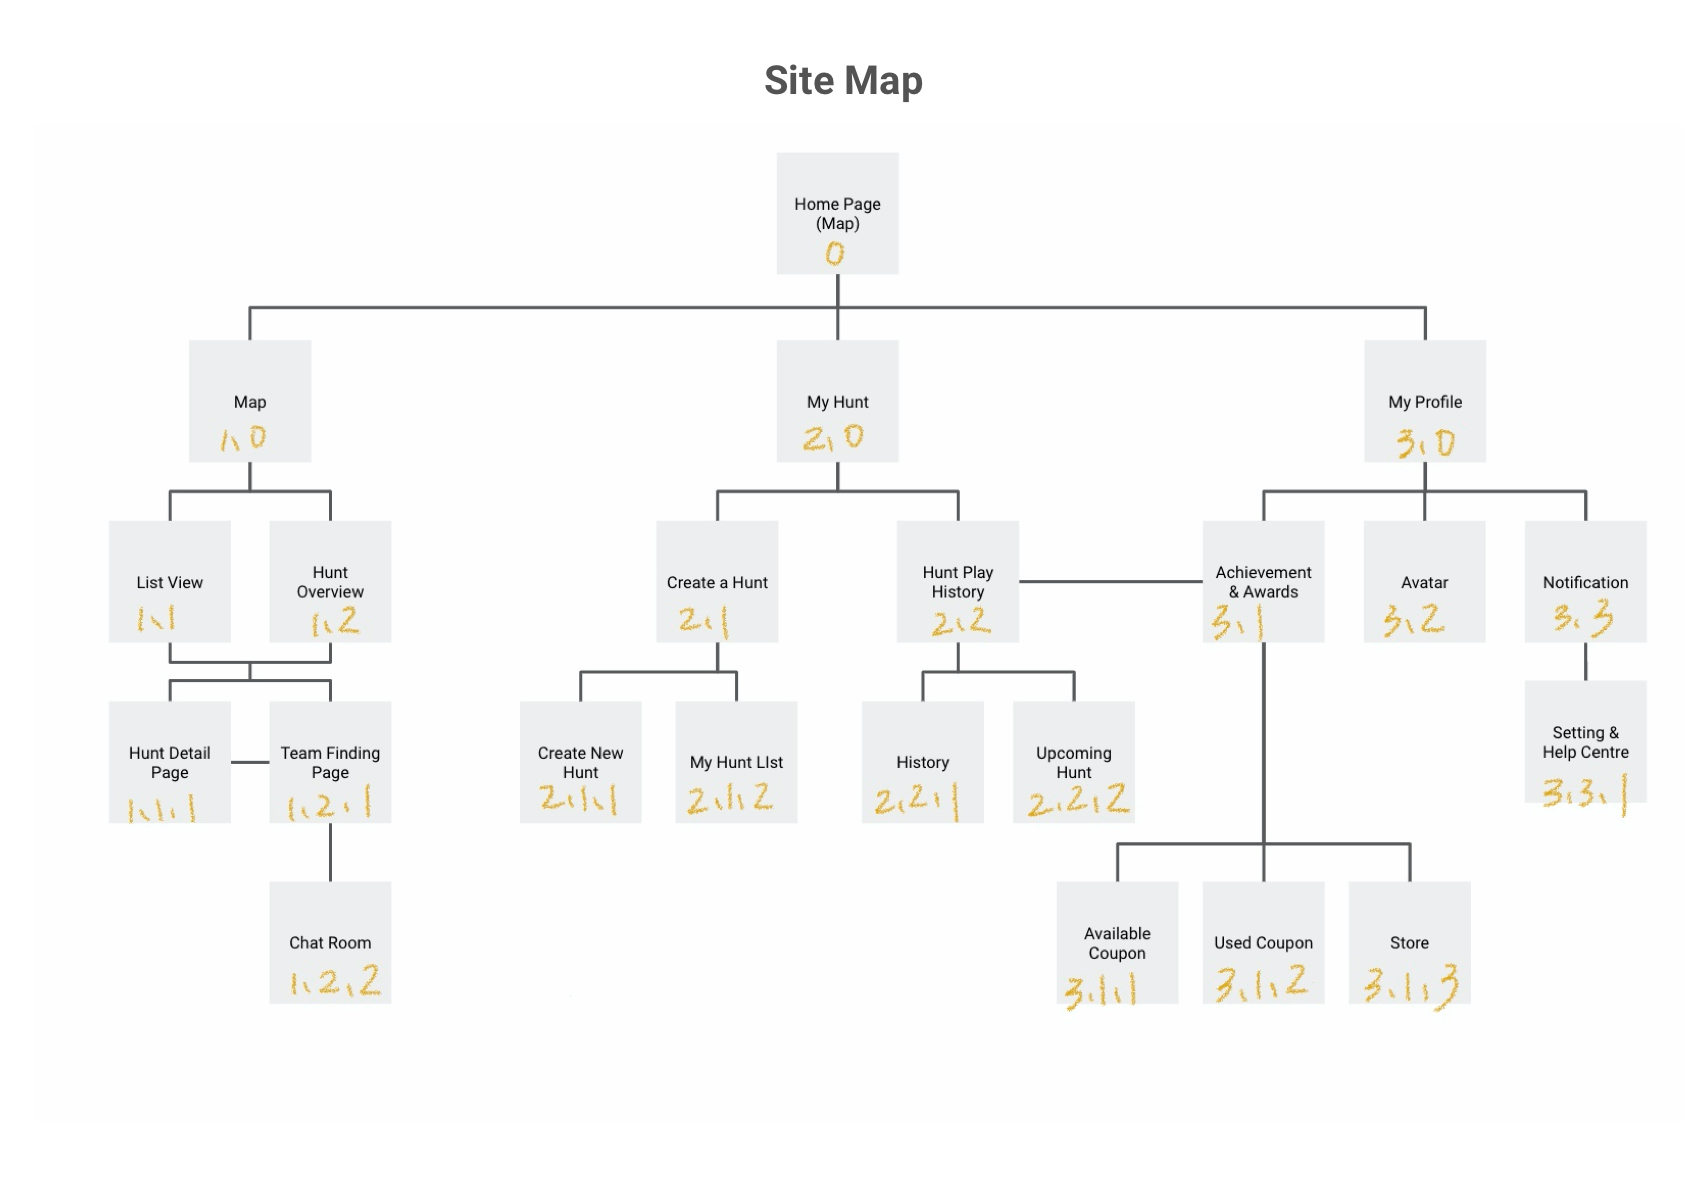 Site Map
Home Page
(Map)
0
Map
1,0
My Hunt
2,0
My Profile
3,0
List View
1,1
Hunt
Overview
1,2
Create a Hunt
2,1
Hunt Play
History
2,2
Achievement
& Awards
3,1
Avatar
3,2
Notification
3,3
Hunt Detail
Page
1,1,1
Team Finding
Page
1,2,1
Create New
Hunt
2,1,1
My Hunt LIst
2,1,2
History
2,2,1
Upcoming
Hunt
2,2,2
Setting &
Help Centre
3,3,1
Chat Room
1,2,2
Available
Coupon
3,1,1
Used Coupon
3,1,2
Store
3,1,3